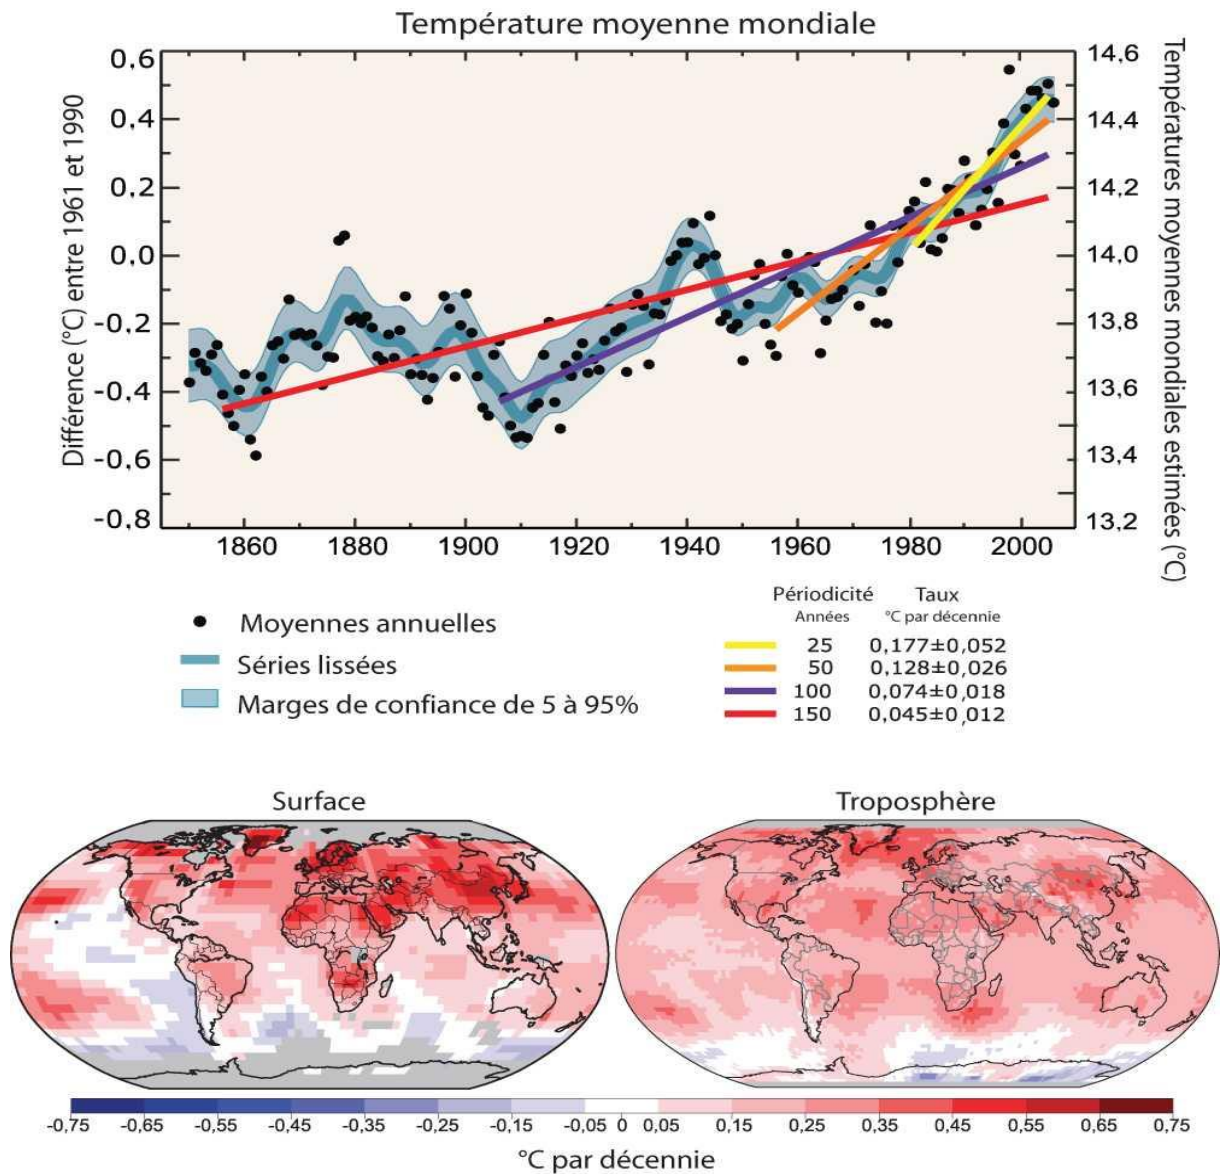 Température moyenne mondiale
Différence (°C) entre 1961 et 1990
0,6
0,4
0,2
0,0
-0,2
-0,4
-0,6
-0,8
14,6
14,4
14,2
14,0
13,8
13,6
13,4
13,2
Températures moyennes mondiales estimées (°C)
1860 1880 1900 1920 1940 1960 1980 2000
Moyennes annuelles
Séries lissées
Marges de confiance de 5 à 95%
Périodicité Taux
Années °C par décennie
25 0,177±0,052
50 0,128±0,026
100 0,074±0,018
150 0,045±0,012
Surface
Troposphère
-0,75 -0,65 -0,55 -0,45 -0,35 -0,25 -0,15 -0,05 0 0,05 0,15 0,25 0,35 0,45 0,55 0,65 0,75
°C par décennie